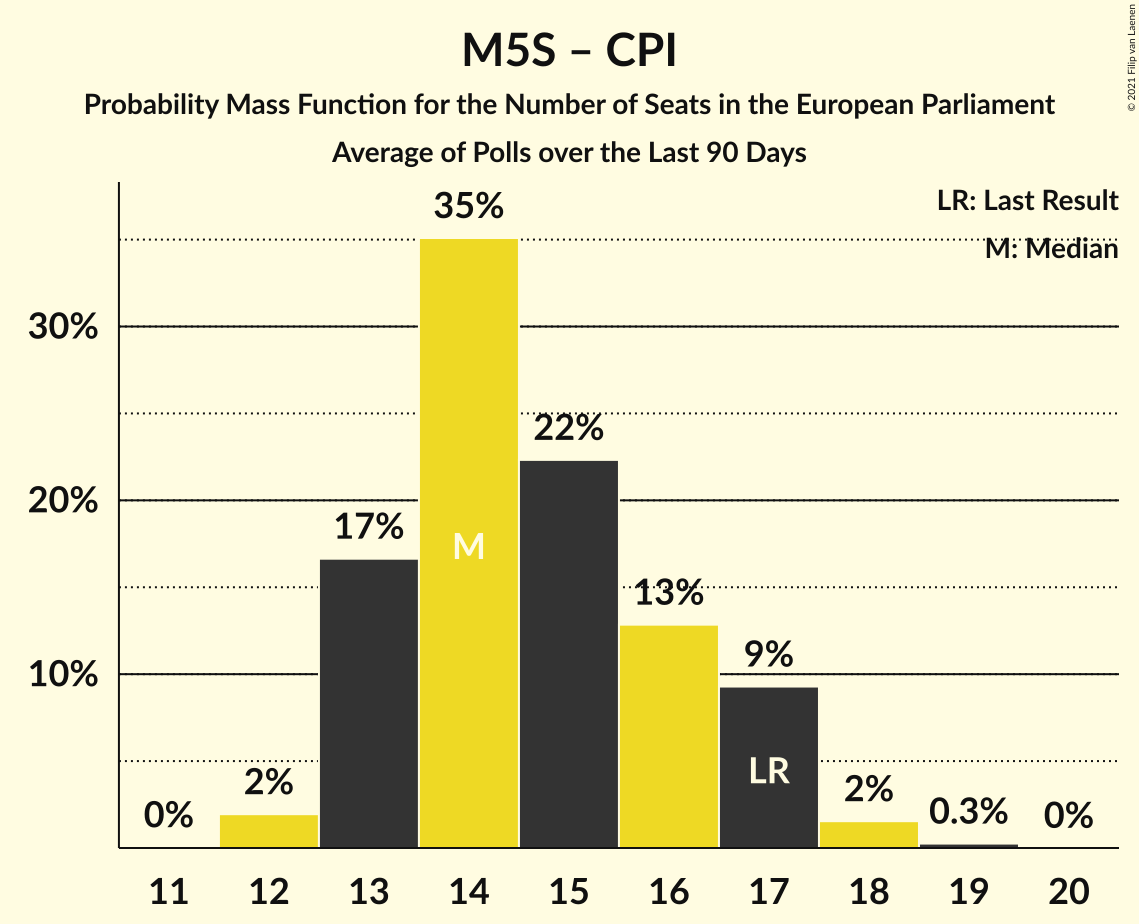 M5S – CPI
Probability Mass Function for the Number of Seats in the European Parliament
Average of Polls over the Last 90 Days
© 2021 Filip van Laenen
LR: Last Result
M: Median
35%
30%
22%
20%
17%
M
13%
9%
10%
LR
2%
2%
0%
0.3%
0%
11 12 13 14 15 16 17 18 19 20